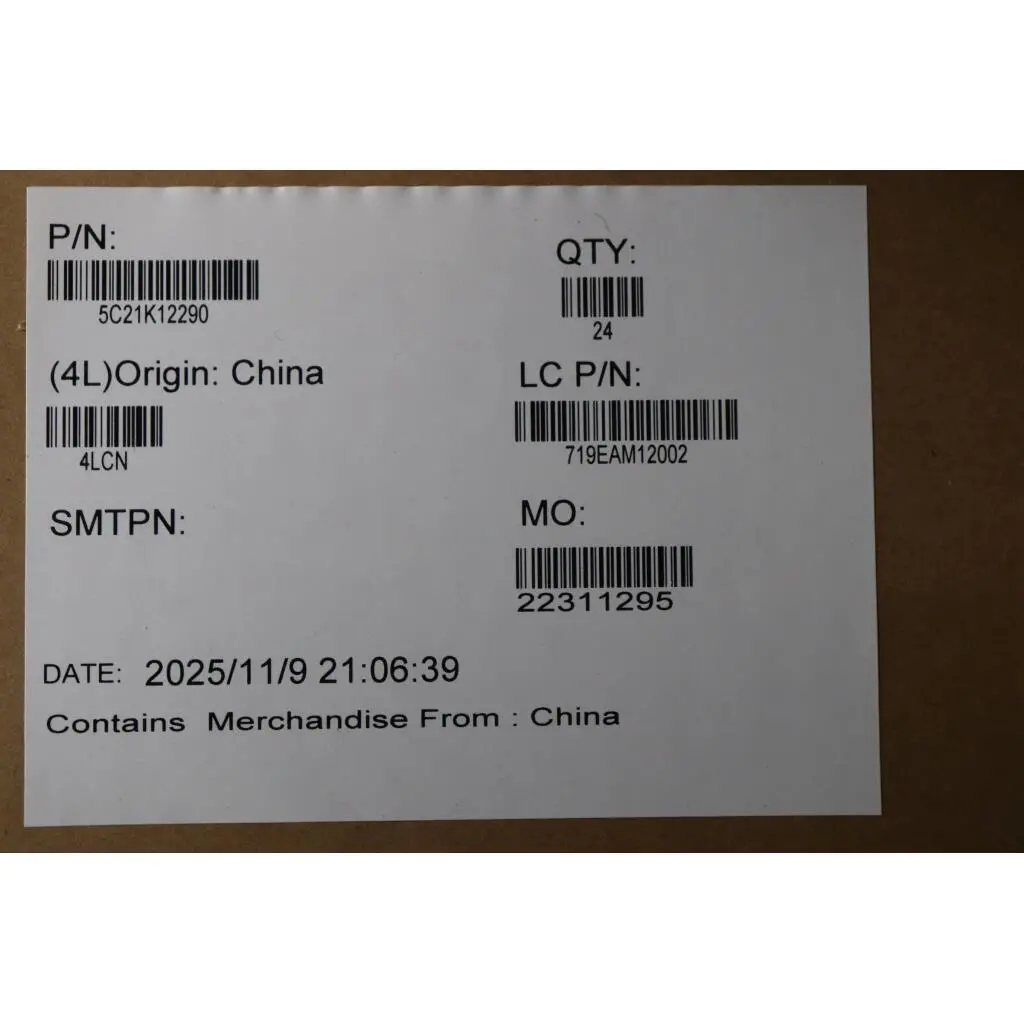 P/N:
5C21K12290
QTY:
24
(4L)Origin: China
4LCN
LC P/N:
719EAM12002
SMTPN:
MO:
22311295
DATE: 2025/11/9 21:06:39
Contains Merchandise From : China